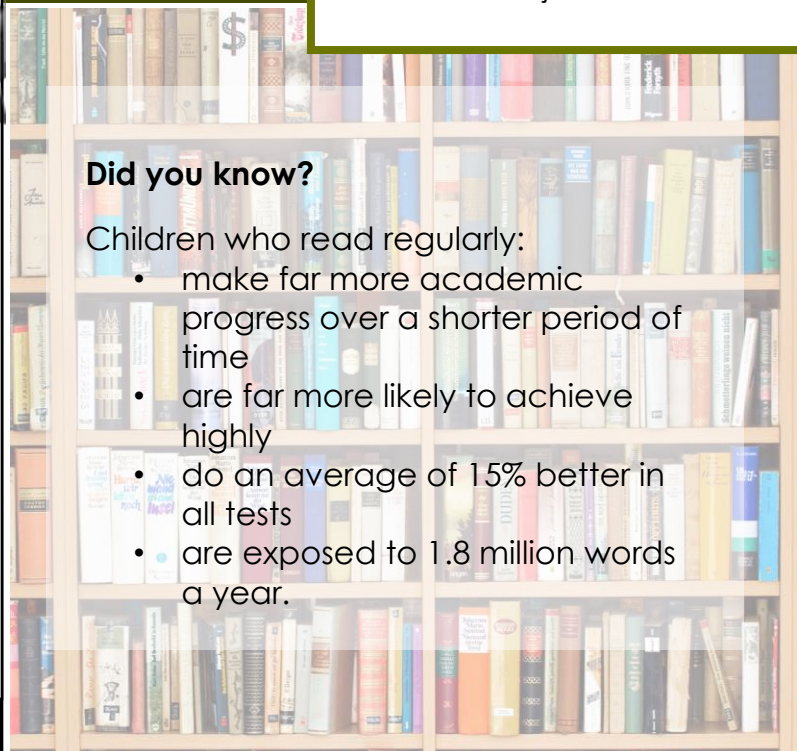 Did you know?
Children who read regularly:
• make far more academic
progress over a shorter period of
time
• are far more likely to achieve
highly
• do an average of 15% better in
all tests
• are exposed to 1.8 million words
a year.